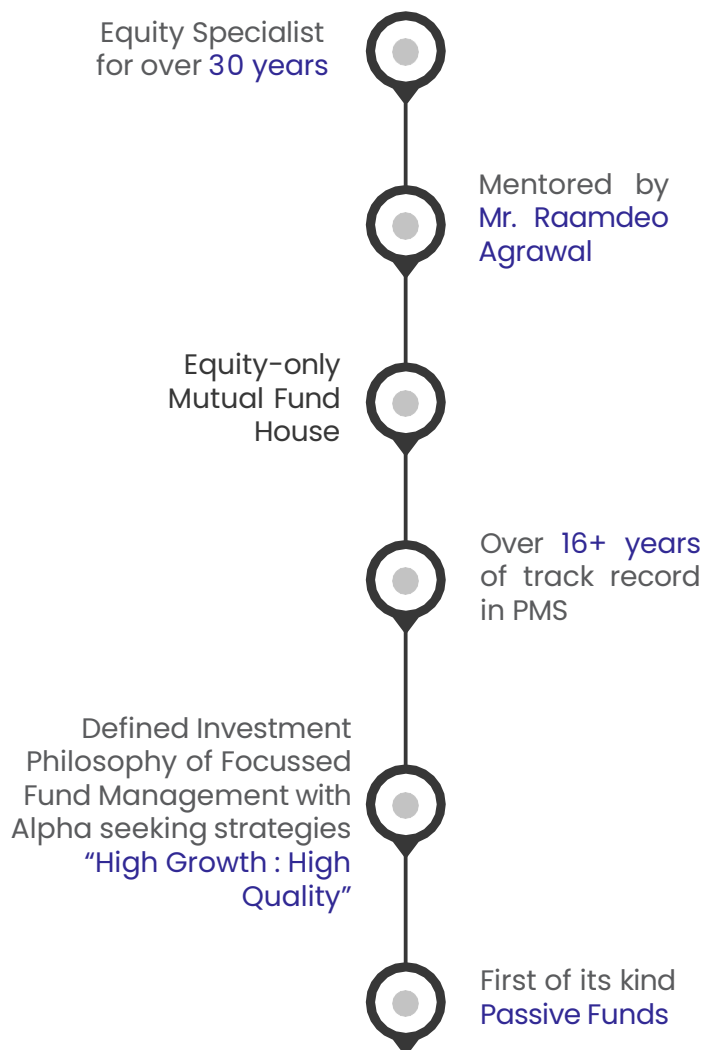 Equity Specialist
for over 30 years
Mentored by
Mr. Raamdeo
Agrawal
Equity-only
Mutual Fund
House
Over 16+ years
of track record
in PMS
Defined Investment
Philosophy of Focussed
Fund Management with
Alpha seeking strategies
“High Growth : High
Quality”
First of its kind
Passive Funds